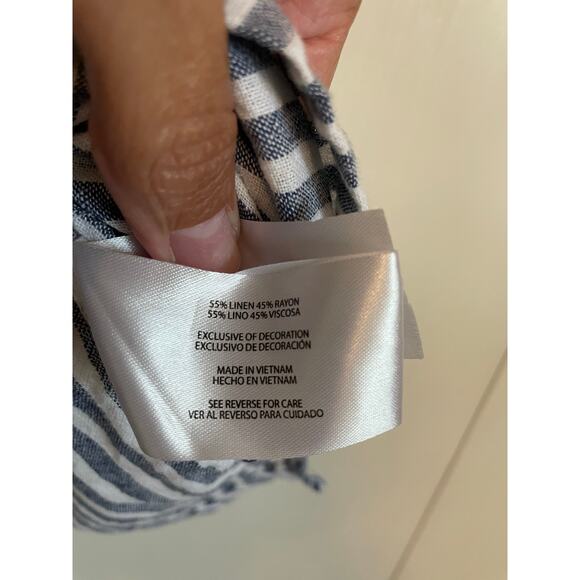 55% LINEN 45% RAYON
55% LINO 45% VISCOSA
EXCLUSIVE OF DECORATION
EXCLUSIVO DE DECORACIÓN
MADE IN VIETNAM
HECHO EN VIETNAM
SEE REVERSE FOR CARE
VER AL REVERSO PARA CUIDADO